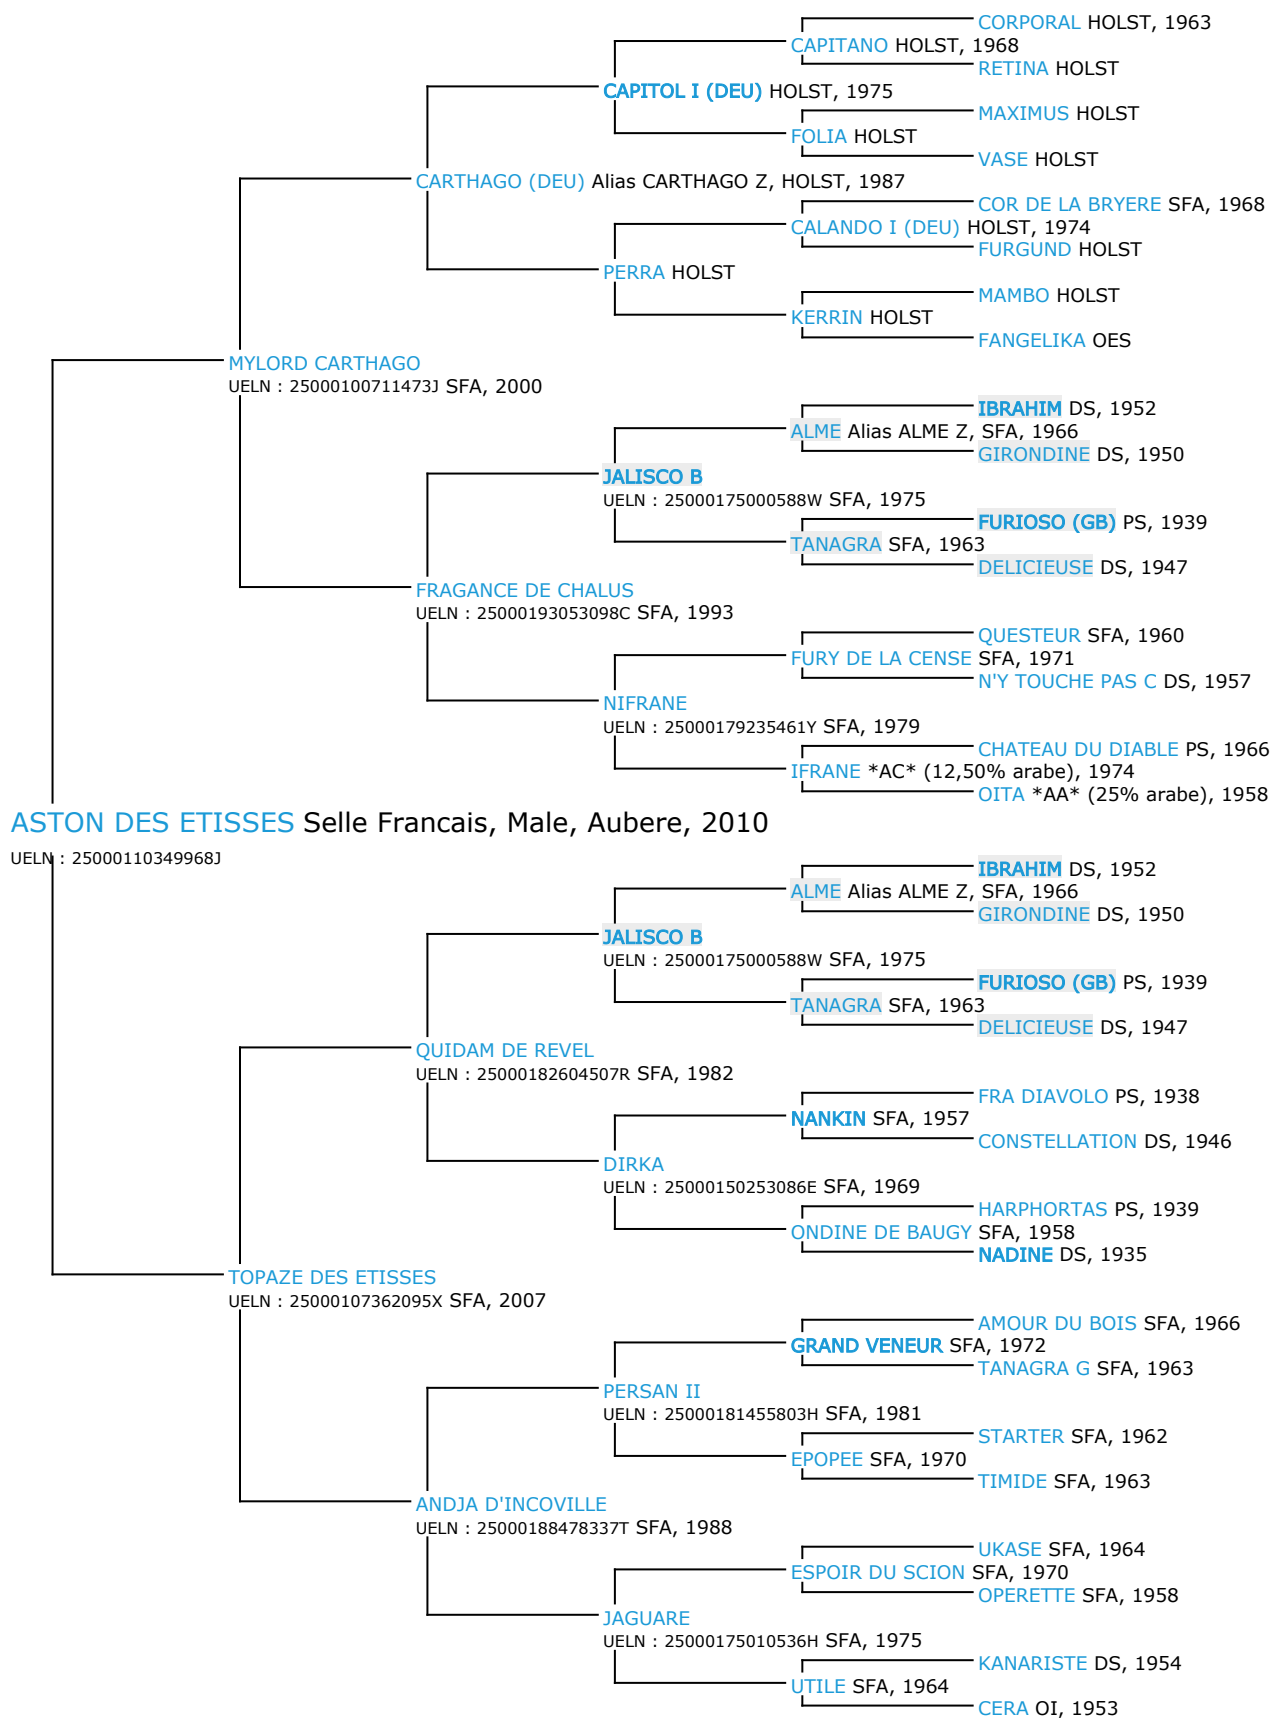 CORPORAL HOLST, 1963
CAPITANO HOLST, 1968
RETINA HOLST
CAPITOL I (DEU) HOLST, 1975
MAXIMUS HOLST
FOLIA HOLST
VASE HOLST
CARTHAGO (DEU) Alias CARTHAGO Z, HOLST, 1987
COR DE LA BRYERE SFA, 1968
CALANDO I (DEU) HOLST, 1974
FURGUND HOLST
PERRA HOLST
MAMBO HOLST
KERRIN HOLST
FANGELIKA OES
MYLORD CARTHAGO
UELN : 25000100711473J SFA, 2000
IBRAHIM DS, 1952
ALME Alias ALME Z, SFA, 1966
GIRONDINE DS, 1950
JALISCO B
UELN : 25000175000588W SFA, 1975
FURIOSO (GB) PS, 1939
TANAGRA SFA, 1963
DELICIEUSE DS, 1947
FRAGANCE DE CHALUS
UELN : 25000193053098C SFA, 1993
QUESTEUR SFA, 1960
FURY DE LA CENSE SFA, 1971
N'Y TOUCHE PAS C DS, 1957
NIFRANE
UELN : 25000179235461Y SFA, 1979
CHATEAU DU DIABLE PS, 1966
IFRANE *AC* (12,50% arabe), 1974
OITA *AA* (25% arabe), 1958
ASTON DES ETISSES Selle Francais, Male, Aubere, 2010
UELN : 25000110349968J
IBRAHIM DS, 1952
ALME Alias ALME Z, SFA, 1966
GIRONDINE DS, 1950
JALISCO B
UELN : 25000175000588W SFA, 1975
FURIOSO (GB) PS, 1939
TANAGRA SFA, 1963
DELICIEUSE DS, 1947
QUIDAM DE REVEL
UELN : 25000182604507R SFA, 1982
FRA DIAVOLO PS, 1938
NANKIN SFA, 1957
CONSTELLATION DS, 1946
DIRKA
UELN : 25000150253086E SFA, 1969
HARPHORTAS PS, 1939
ONDINE DE BAUGY SFA, 1958
NADINE DS, 1935
TOPAZE DES ETISSES
UELN : 25000107362095X SFA, 2007
AMOUR DU BOIS SFA, 1966
GRAND VENEUR SFA, 1972
TANAGRA G SFA, 1963
PERSAN II
UELN : 25000181455803H SFA, 1981
STARTER SFA, 1962
EPOPEE SFA, 1970
TIMIDE SFA, 1963
ANDJA D'INCOVILLE
UELN : 25000188478337T SFA, 1988
UKASE SFA, 1964
ESPOIR DU SCION SFA, 1970
OPERETTE SFA, 1958
JAGUARE
UELN : 25000175010536H SFA, 1975
KANARISTE DS, 1954
UTILE SFA, 1964
CERA OI, 1953